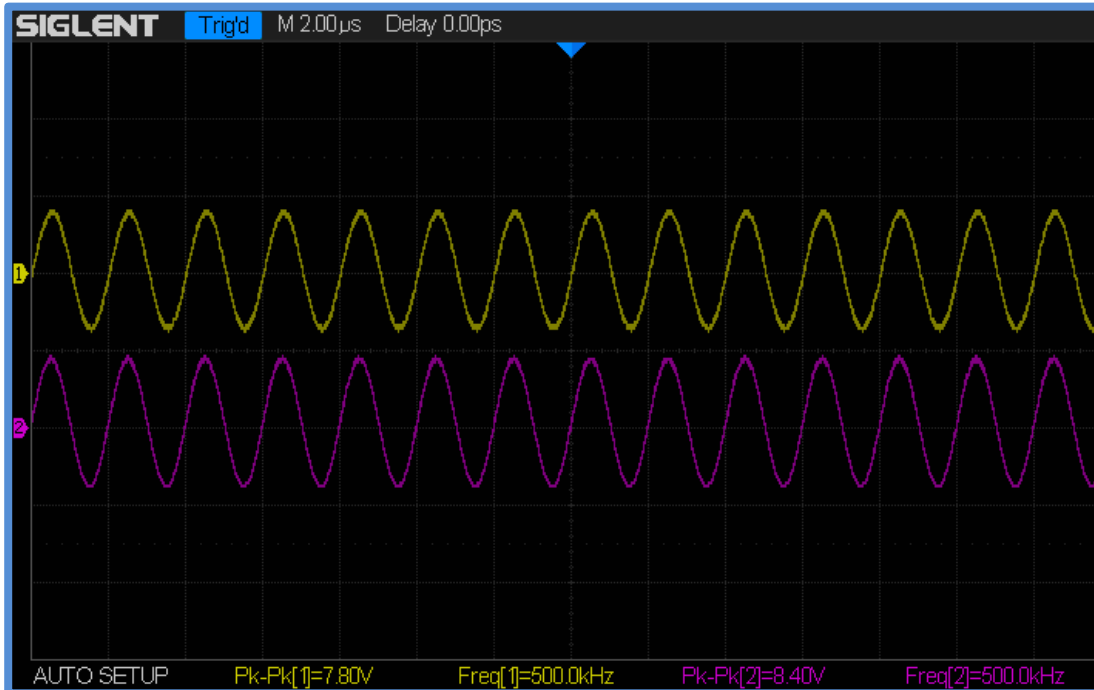 SIGLENT Trig'd M 2.00µs Delay 0.00ps
1
2
AUTO SETUP Pk-Pk[1]=7.80V Freq[1]=500.0kHz Pk-Pk[2]=8.40V Freq[2]=500.0kHz